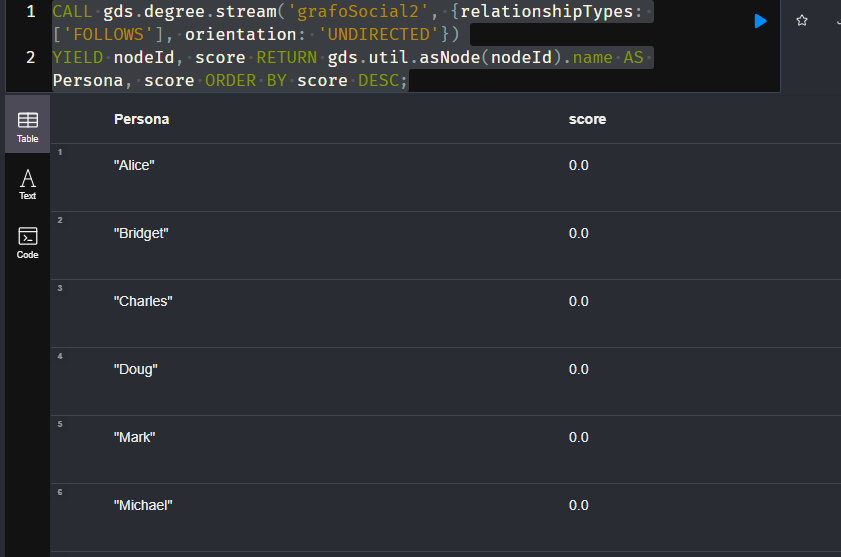 1 CALL gds.degree.stream('grafoSocial2', {relationshipTypes:
['FOLLOWS'], orientation: 'UNDIRECTED'})
2 YIELD nodeId, score RETURN gds.util.asNode(nodeId).name AS
Persona, score ORDER BY score DESC;
Table
Text
Code
Persona score
1 "Alice" 0.0
2 "Bridget" 0.0
3 "Charles" 0.0
4 "Doug" 0.0
5 "Mark" 0.0
6 "Michael" 0.0